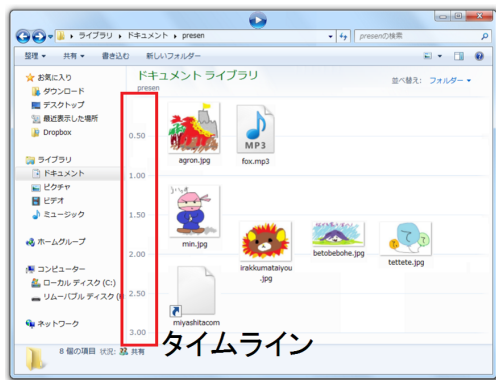 ライブラリ ▸ ドキュメント ▸ presen
presenの検索
整理 共有 書き込む 新しいフォルダー
お気に入り
ダウンロード
デスクトップ
最近表示した場所
Dropbox
ライブラリ
ドキュメント
ピクチャ
ビデオ
ミュージック
ホームグループ
コンピューター
ローカル ディスク (C:)
リムーバブル ディスク (
ネットワーク
ドキュメント ライブラリ
presen
並べ替え: フォルダー
0.50
1.00
1.50
2.00
2.50
3.00
MP3
agron.jpg
fox.mp3
min.jpg
irakkumataiyou
.jpg
betobebohe.jpg
tettete.jpg
miyashitacom
タイムライン
8 個の項目 状況: 共有